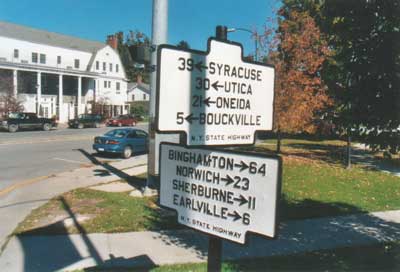 39←SYRACUSE
30←UTICA
21←ONEIDA
5←BOUCKVILLE
N.Y. STATE HIGHWAY
BINGHAMTON→64
NORWICH→23
SHERBURNE→11
EARLVILLE→6
N.Y. STATE HIGHWAY